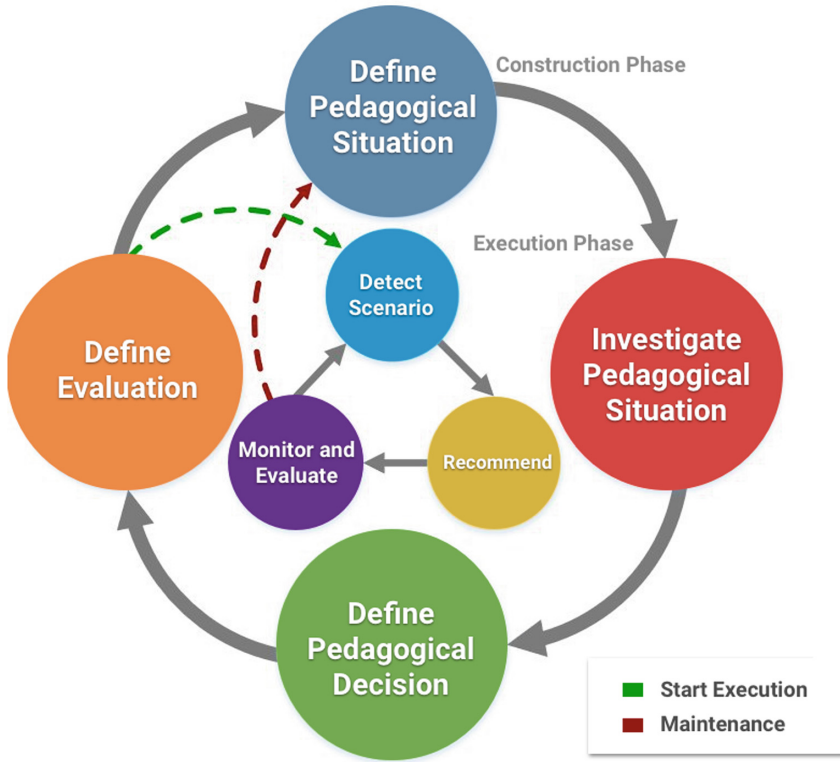 Define
Pedagogical
Situation
Construction Phase
Execution Phase
Detect
Scenario
Define
Evaluation
Investigate
Pedagogical
Situation
Monitor and
Evaluate
Recommend
Define
Pedagogical
Decision
Start Execution
Maintenance